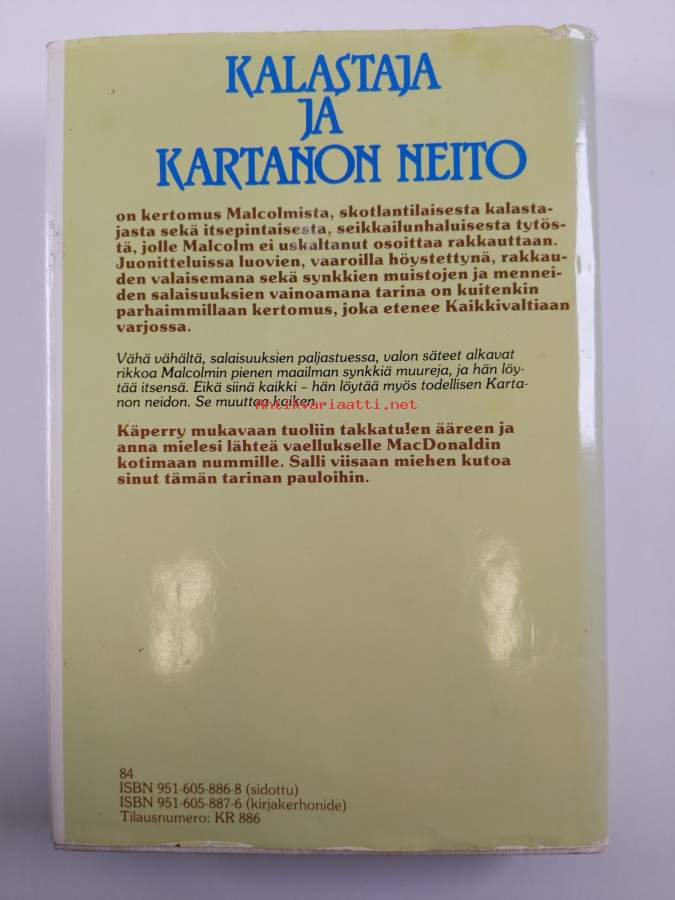 KALASTAJA
JA
KARTANON NEITO
on kertomus Malcolmista, skotlantilaisesta kalasta-
jasta sekä itsepintaisesta, seikkailunhaluisesta tytös-
tä, jolle Malcolm ei uskaltanut osoittaa rakkauttaan.
Juonitteluissa luovien, vaaroilla höystettynä, rakkau-
den valaisemana sekä synkkien muistojen ja mennei-
den salaisuuksien vainoamana tarina on kuitenkin
parhaimmillaan kertomus, joka etenee Kaikkivaltiaan
varjossa.
Vähä vähältä, salaisuuksien paljastuessa, valon säteet alkavat
rikkoa Malcolmin pienen maailman synkkiä muureja, ja hän löy-
tää itsensä. Eikä siinä kaikki – hän löytää myös todellisen Karta-
non neidon. Se muuttaa kaiken.
Antikvariaatti.net
Käperry mukavaan tuoliin takkatulen ääreen ja
anna mielesi lähteä vaellukselle MacDonaldin
kotimaan nummille. Salli viisaan miehen kutoa
sinut tämän tarinan pauloihin.
84
ISBN 951-605-886-8 (sidottu)
ISBN 951-605-887-6 (kirjakerhonide)
Tilausnumero: KR 886